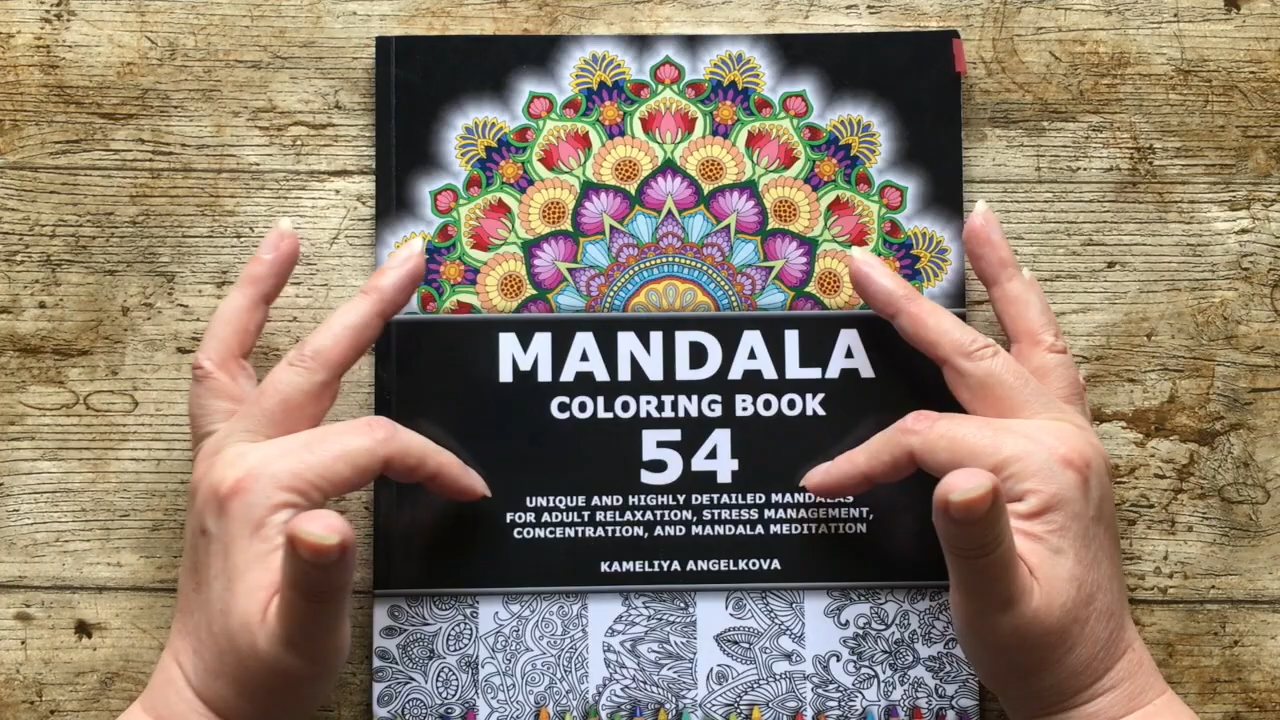 MANDALA
COLORING BOOK
54
UNIQUE AND HIGHLY DETAILED MANDALAS
FOR ADULT RELAXATION, STRESS MANAGEMENT,
CONCENTRATION, AND MANDALA MEDITATION
KAMELIYA ANGELKOVA